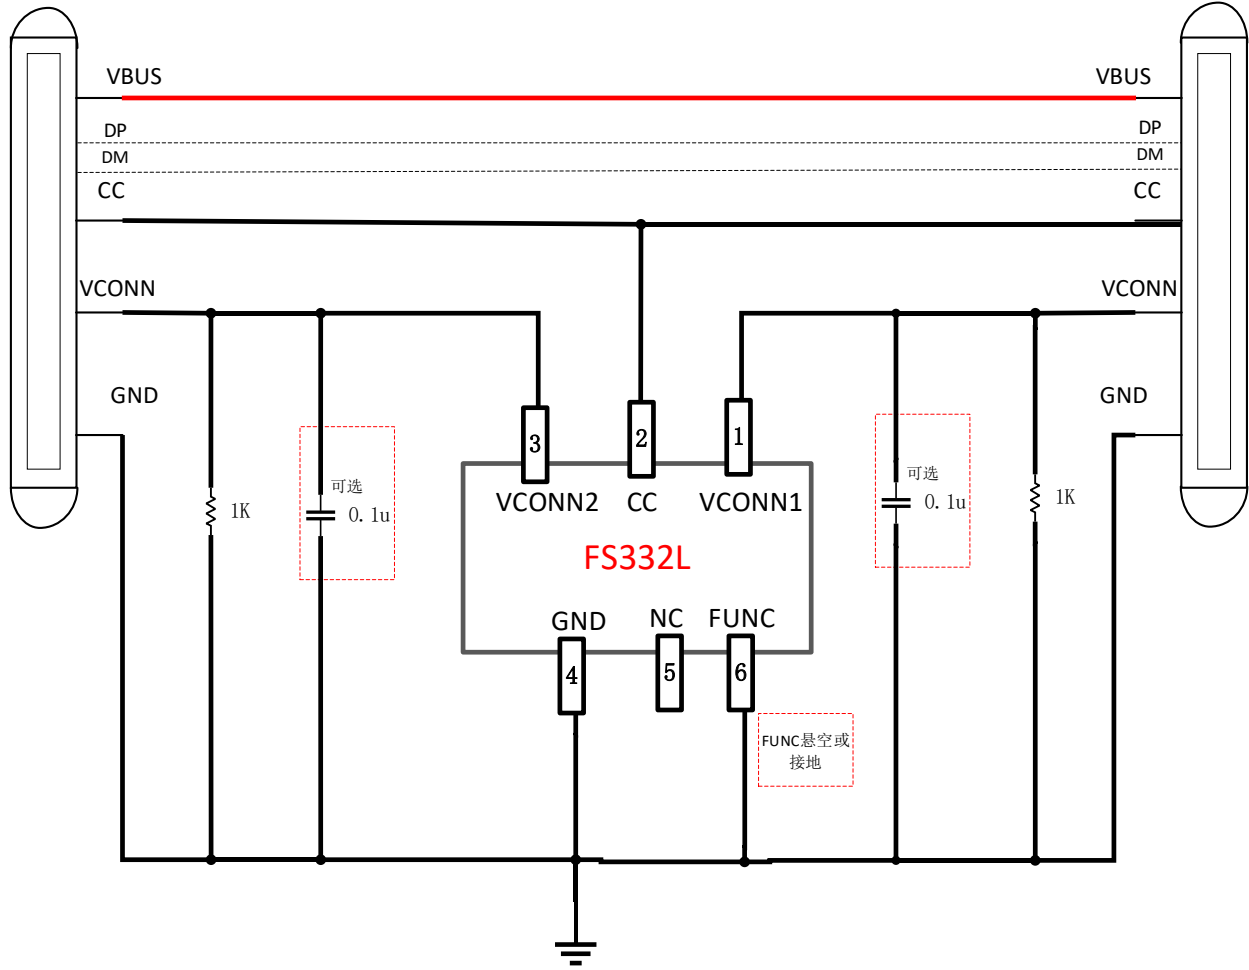 VBUS
VBUS
DP
DP
DM
DM
CC
CC
VCONN
VCONN
GND
GND
3
2
1
可选
0.1u
可选
0.1u
1K
1K
VCONN2
CC
VCONN1
FS332L
GND
NC
FUNC
4
5
6
FUNC悬空或
接地